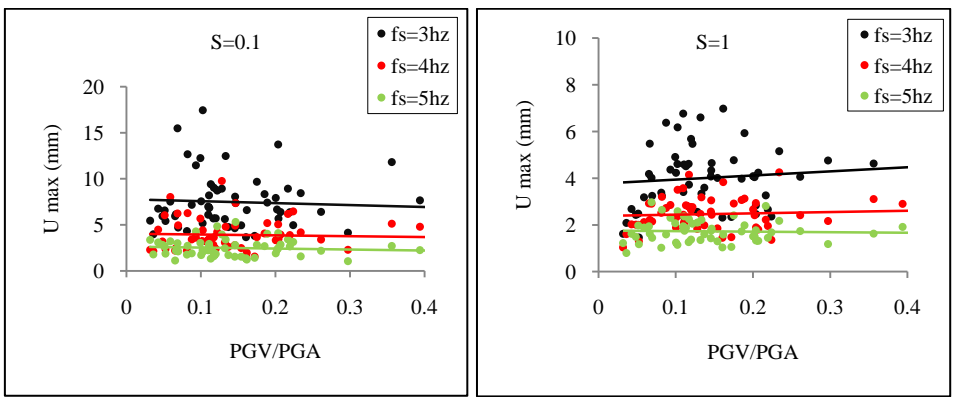 S=0.1
fs=3hz
fs=4hz
fs=5hz
U max (mm)
20
15
10
5
0
0 0.1 0.2 0.3 0.4
PGV/PGA
S=1
fs=3hz
fs=4hz
fs=5hz
U max (mm)
10
8
6
4
2
0
0 0.1 0.2 0.3 0.4
PGV/PGA